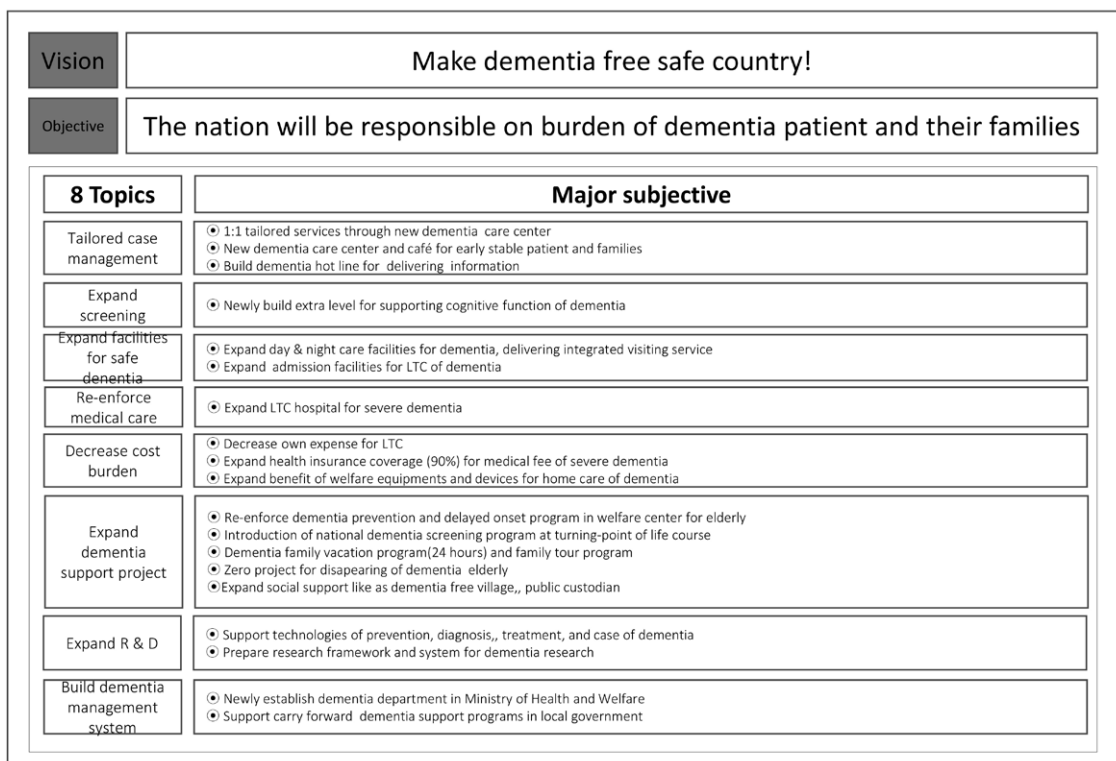 Vision
Make dementia free safe country!
Objective
The nation will be responsible on burden of dementia patient and their families
8 Topics
Major subjective
Tailored case
management
⦿ 1:1 tailored services through new dementia care center
⦿ New dementia care center and café for early stable patient and families
⦿ Build dementia hot line for delivering information
Expand
screening
⦿ Newly build extra level for supporting cognitive function of dementia
Expand facilities
for safe
denentia
⦿ Expand day & night care facilities for dementia, delivering integrated visiting service
⦿ Expand admission facilities for LTC of dementia
Re-enforce
medical care
⦿ Expand LTC hospital for severe dementia
Decrease cost
burden
⦿ Decrease own expense for LTC
⦿ Expand health insurance coverage (90%) for medical fee of severe dementia
⦿ Expand benefit of welfare equipments and devices for home care of dementia
Expand
dementia
support project
⦿ Re-enforce dementia prevention and delayed onset program in welfare center for elderly
⦿ Introduction of national dementia screening program at turning-point of life course
⦿ Dementia family vacation program(24 hours) and family tour program
⦿ Zero project for disapearing of dementia elderly
⦿Expand social support like as dementia free village,, public custodian
Expand R & D
⦿ Support technologies of prevention, diagnosis,, treatment, and case of dementia
⦿ Prepare research framework and system for dementia research
Build dementia
management
system
⦿ Newly establish dementia department in Ministry of Health and Welfare
⦿ Support carry forward dementia support programs in local government